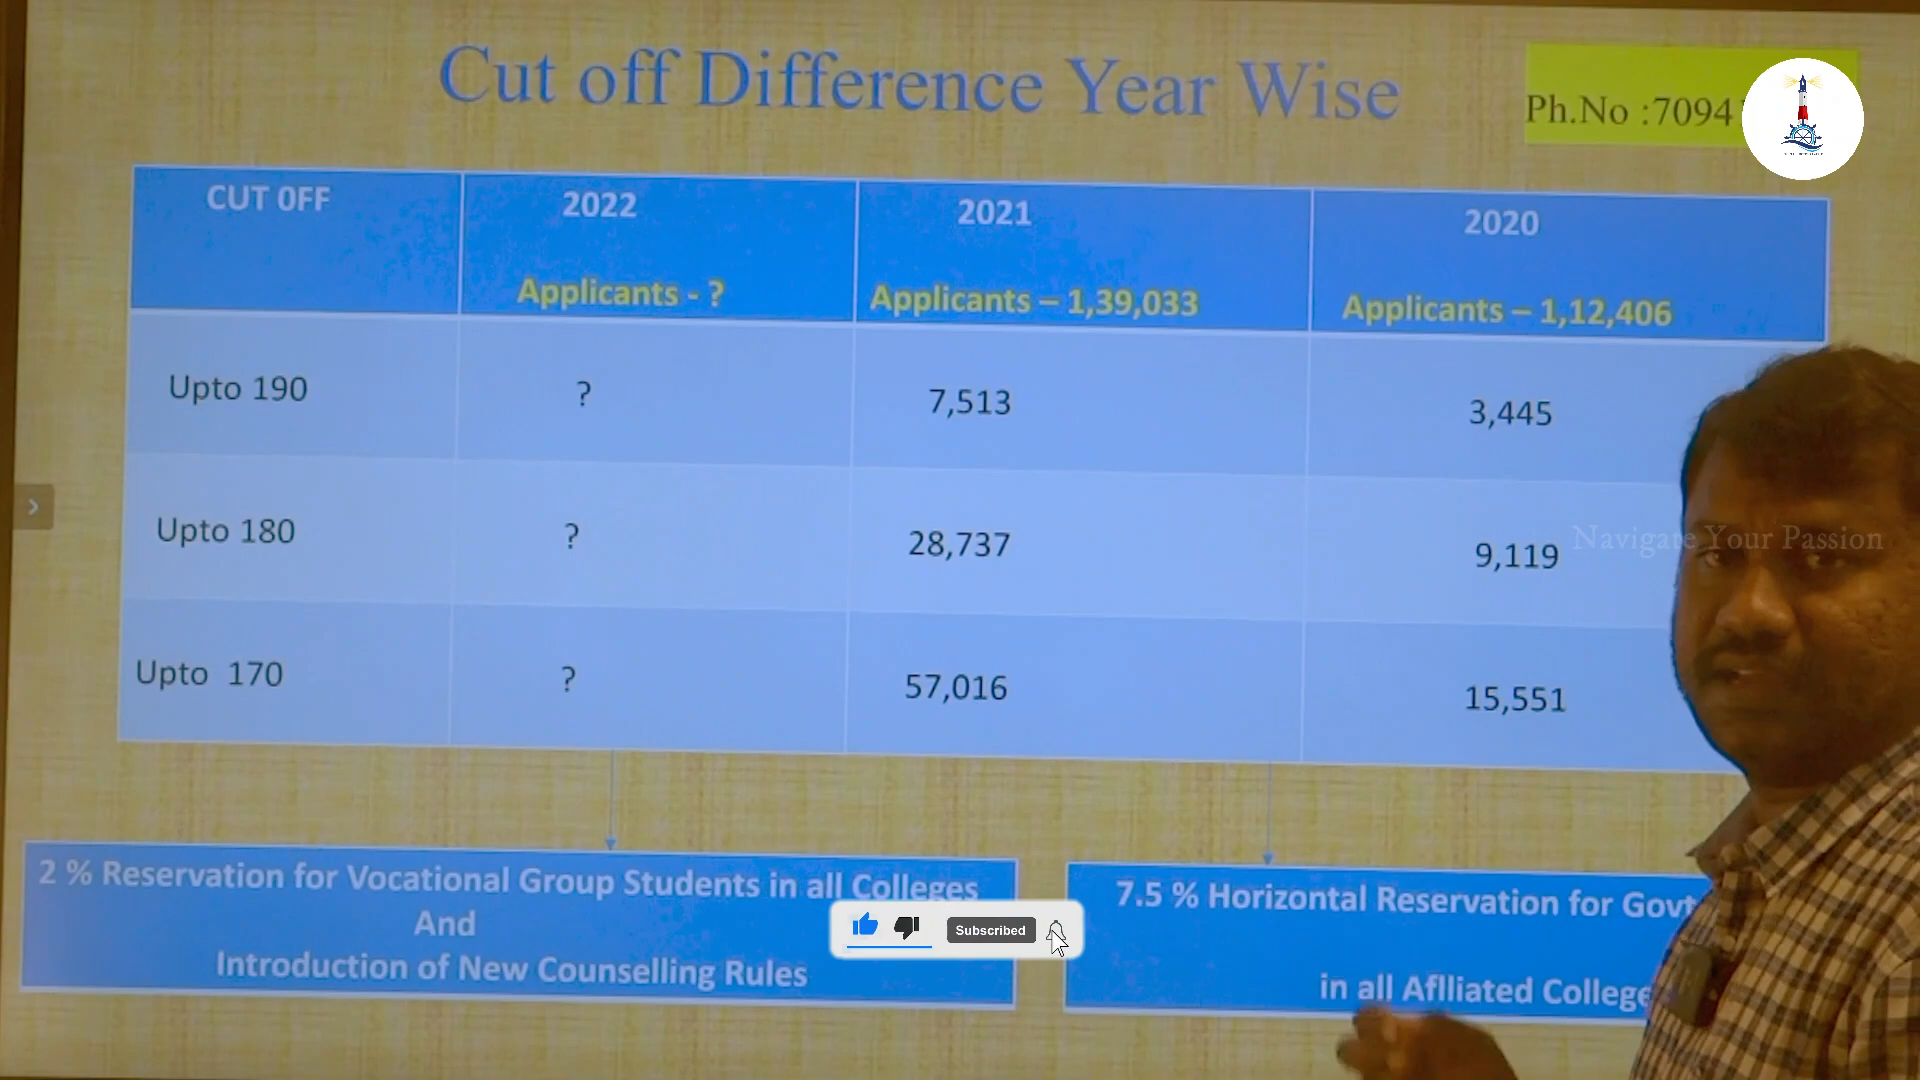 Cut off Difference Year Wise
Ph.No :7094
CUT 0FF
2022
2021
2020
Applicants - ?
Applicants – 1,39,033
Applicants – 1,12,406
Upto 190
?
7,513
3,445
Upto 180
?
28,737
9,119
Upto 170
?
57,016
15,551
Navigate Your Passion
2 % Reservation for Vocational Group Students in all Colleges
And
Introduction of New Counselling Rules
7.5 % Horizontal Reservation for Govt
in all Aflliated College
Subscribed